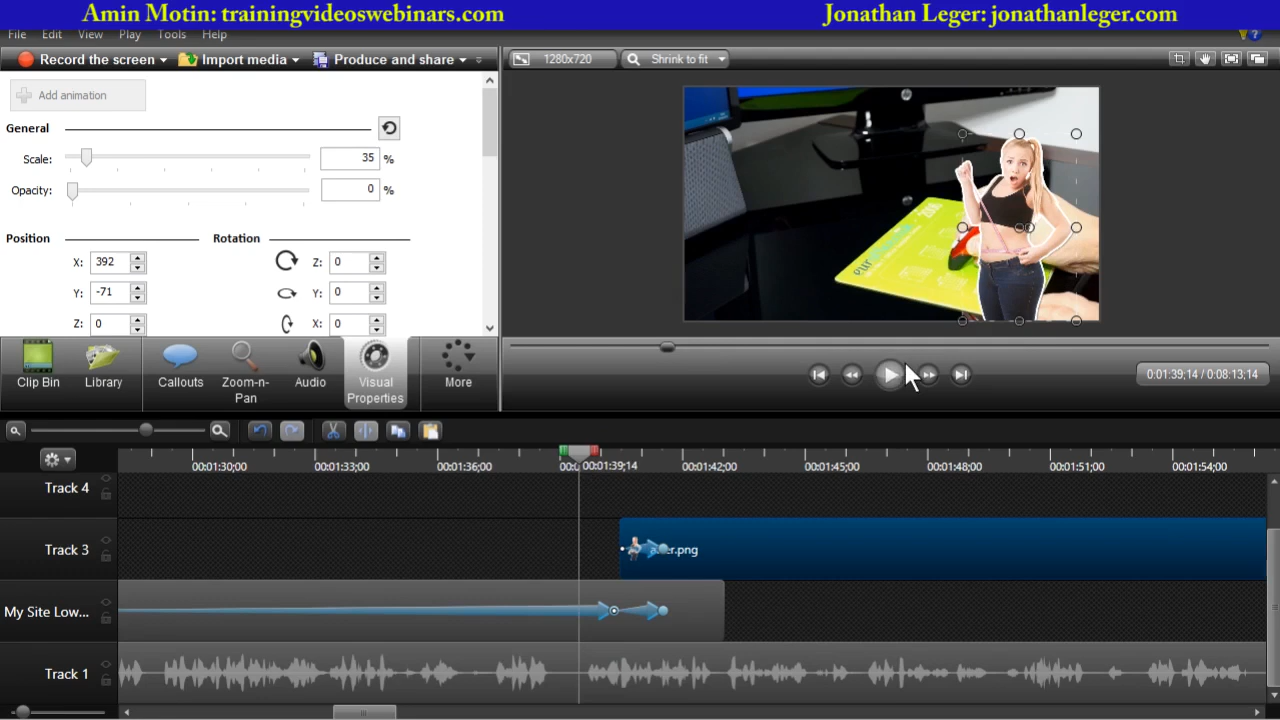 Amin Motin: trainingvideoswebinars.com
Jonathan Leger: jonathanleger.com
File Edit View Play Tools Help
Record the screen Import media Produce and share
1280x720 Shrink to fit
Add animation
General
Scale: 35 %
Opacity: 0 %
Position Rotation
X: 392 Z: 0
Y: -71 Y: 0
Z: 0 X: 0
Clip Bin Library Callouts Zoom-n-Pan Audio Visual Properties More
0:01:39;14 / 0:08:13;14
00:01:30;00 00:01:33;00 00:01:36;00 00:01:39;14 00:01:42;00 00:01:45;00 00:01:48;00 00:01:51;00 00:01:54;00
Track 4
Track 3
My Site Low...
Track 1